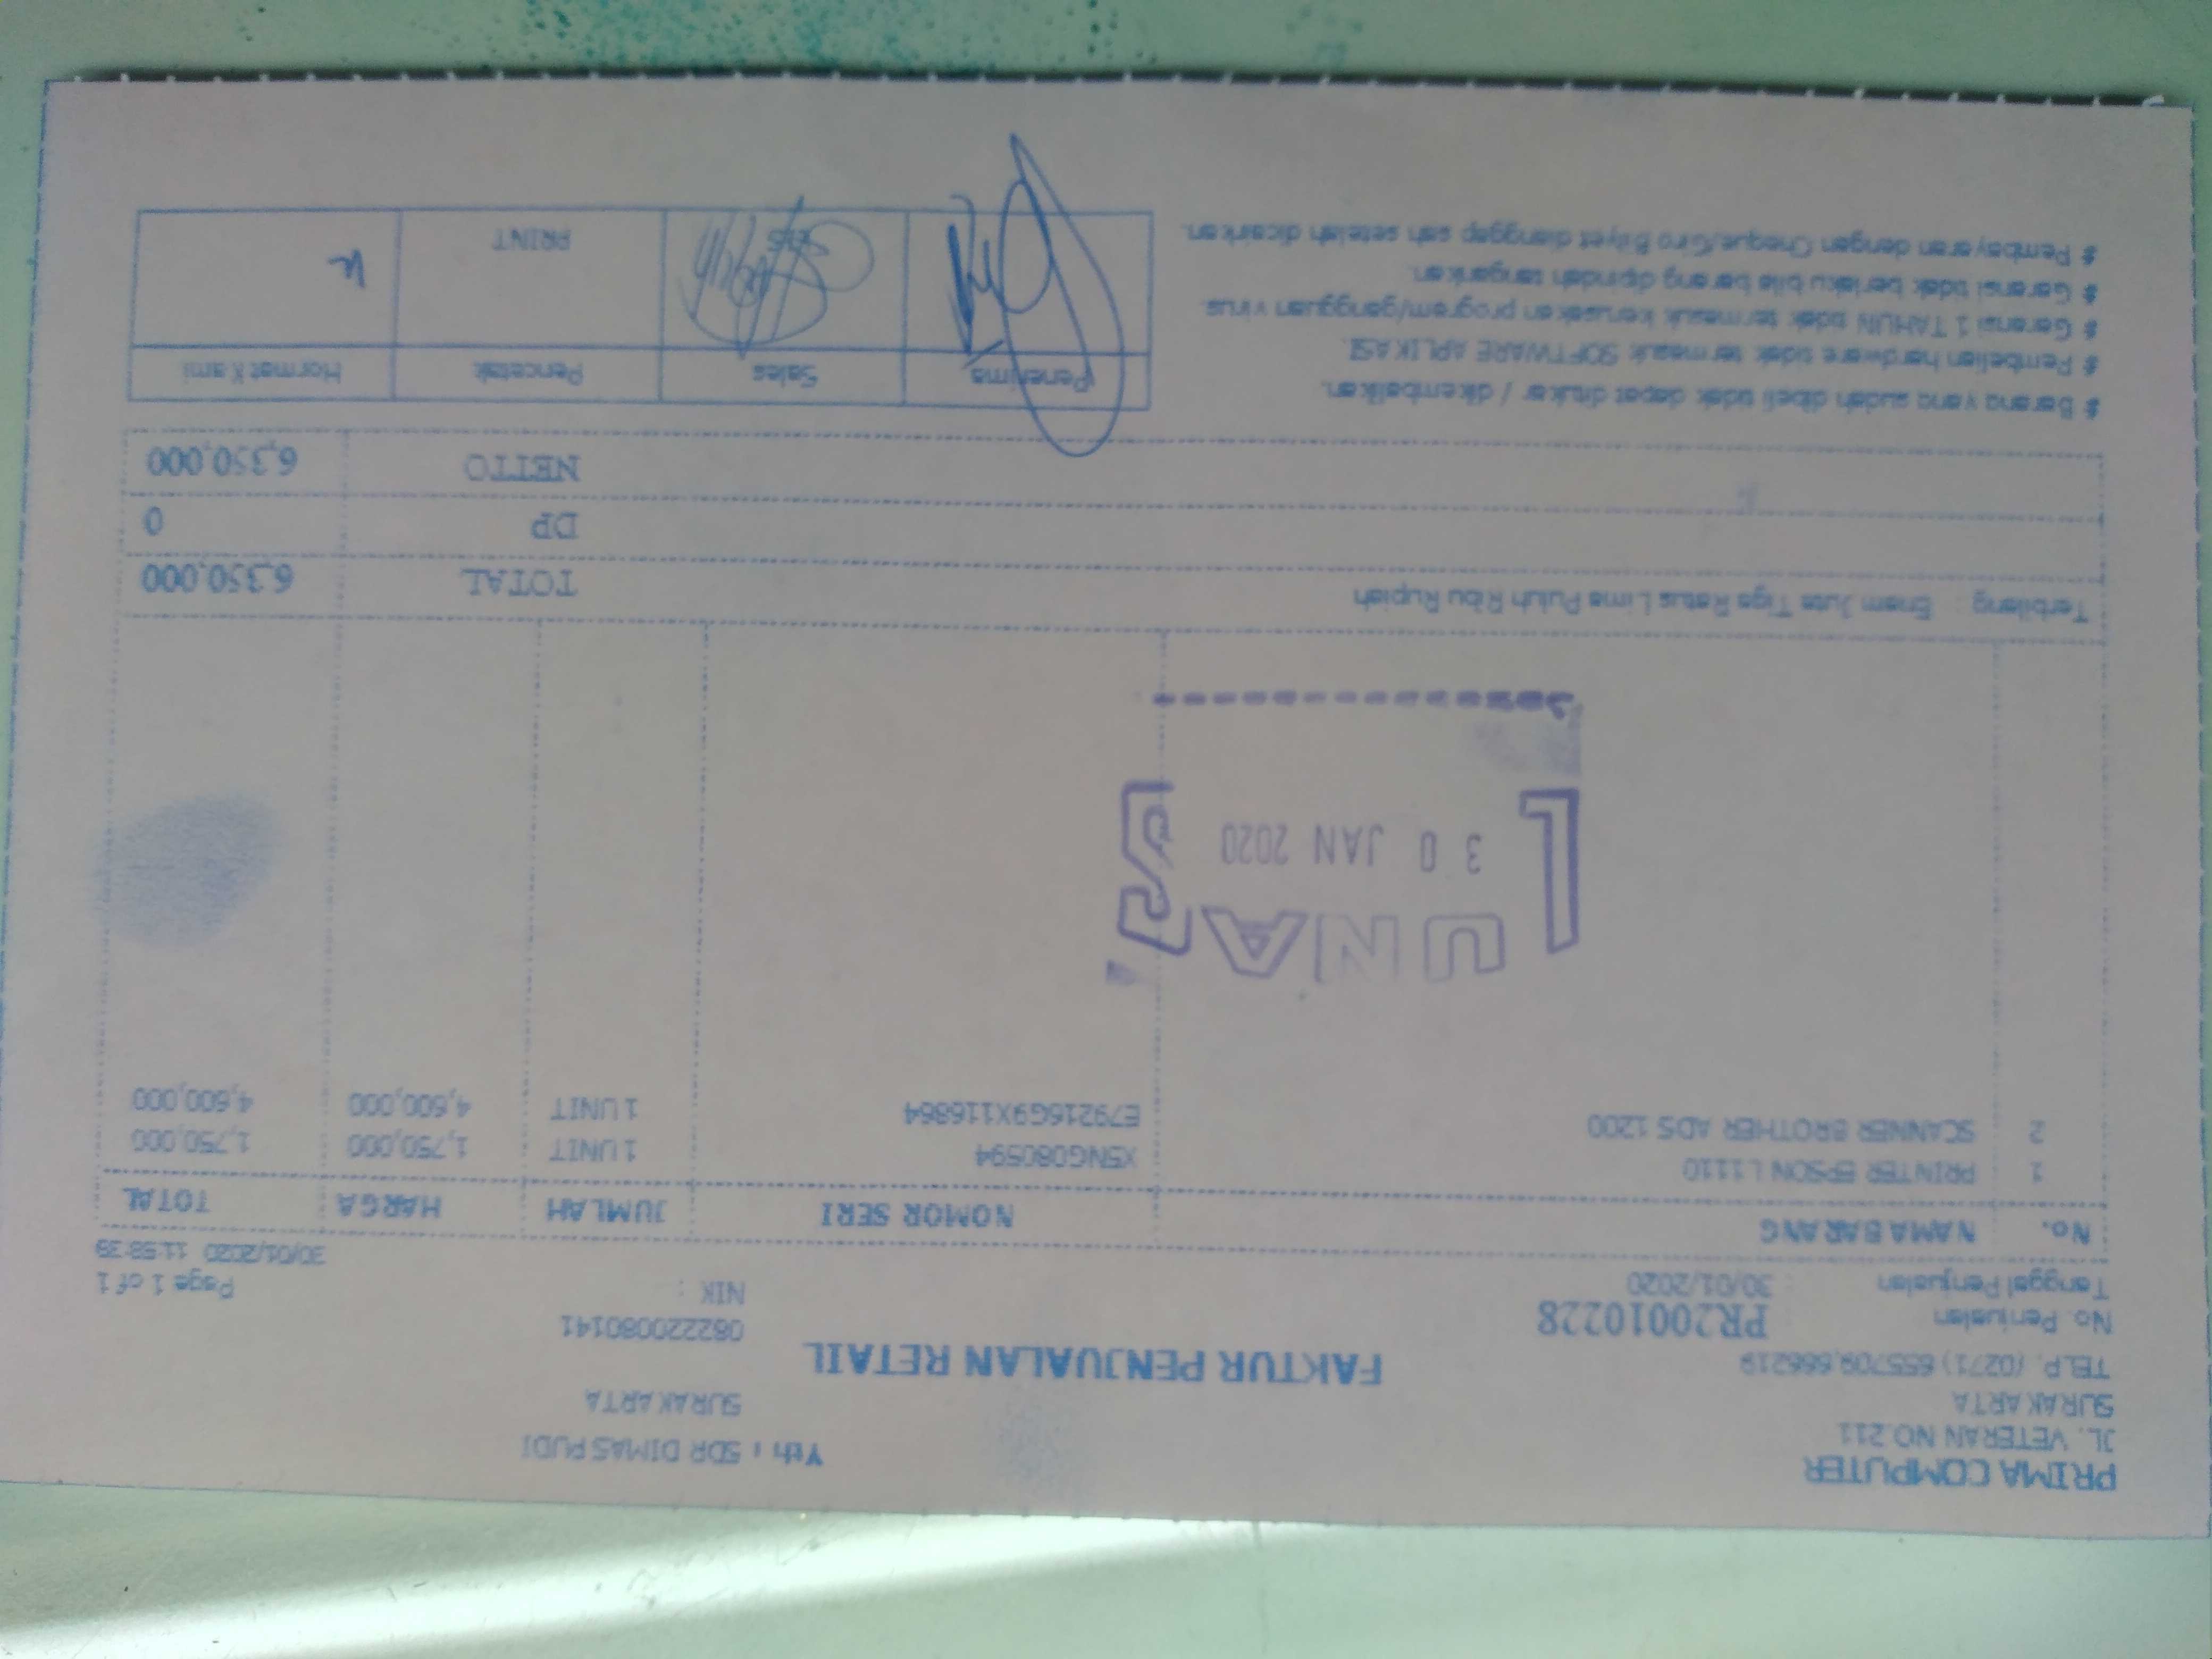 PRIMA COMPUTER
JL. VETERAN NO.211
SURAKARTA
TELP. (0271) 655709,666219
No. Penjualan PR20010228
Tanggal Penjualan : 30/01/2020
FAKTUR PENJUALAN RETAIL
Yth : SDR DIMAS PUDI
SURAKARTA
082220080141
NIK :
Page 1 of 1
30/01/2020 11:58:39
No. NAMA BARANG NOMOR SERI JUMLAH HARGA TOTAL
1 PRINTER EPSON L1110 X5NG080594 1 UNIT 1,750,000 1,750,000
2 SCANNER BROTHER ADS 1200 E79216G9X116864 1 UNIT 4,600,000 4,600,000
LUNAS
30 JAN 2020
Terbilang : Enam Juta Tiga Ratus Lima Puluh Ribu Rupiah TOTAL 6,350,000
DP 0
NETTO 6,350,000
* Barang yang sudah dibeli tidak dapat ditukar / dikembalikan.
* Pembelian hardware tidak termasuk SOFTWARE APLIKASI.
* Garansi 1 TAHUN tidak termasuk kerusakan program/gangguan virus.
* Garansi tidak berlaku bila barang dipindah tangankan.
* Pembayaran dengan Cheque/Giro Bilyet dianggap sah setelah dicairkan.
Penerima Sales Pencetak Hormat Kami
PRINT